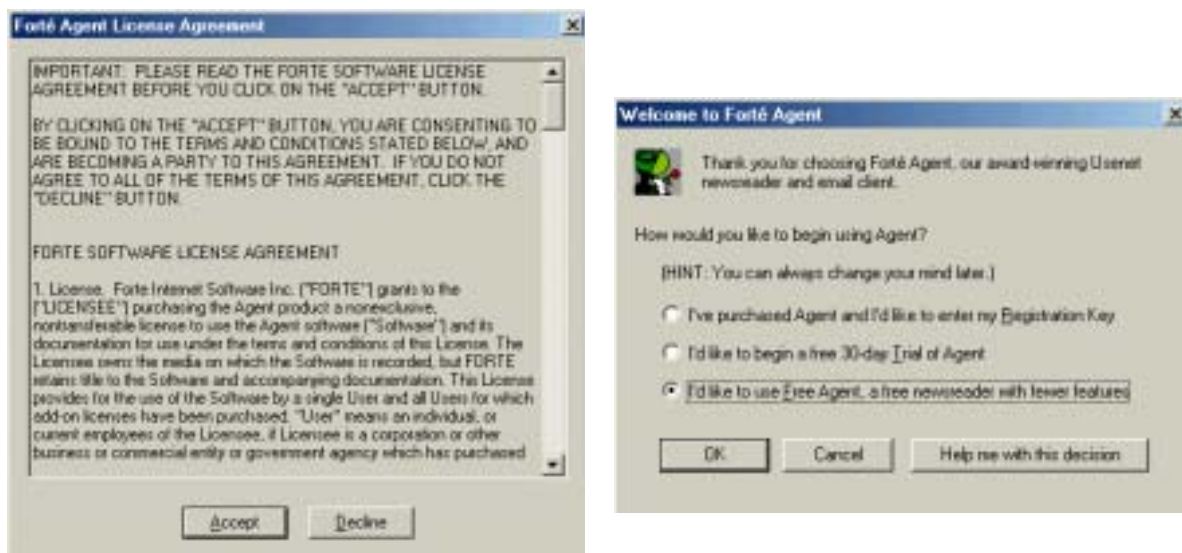 Forté Agent License Agreement
IMPORTANT: PLEASE READ THE FORTE SOFTWARE LICENSE
AGREEMENT BEFORE YOU CLICK ON THE "ACCEPT" BUTTON.
BY CLICKING ON THE "ACCEPT" BUTTON, YOU ARE CONSENTING TO
BE BOUND TO THE TERMS AND CONDITIONS STATED BELOW, AND
ARE BECOMING A PARTY TO THIS AGREEMENT. IF YOU DO NOT
AGREE TO ALL OF THE TERMS OF THIS AGREEMENT, CLICK THE
"DECLINE" BUTTON.
FORTE SOFTWARE LICENSE AGREEMENT
1. License. Forte Internet Software Inc. ("FORTE") grants to the
("LICENSEE") purchasing the Agent product a nonexclusive,
nontransferable license to use the Agent software ("Software") and its
documentation for use under the terms and conditions of this License. The
Licensee owns the media on which the Software is recorded, but FORTE
retains title to the Software and accompanying documentation. This License
provides for the use of the Software by a single User and all Users for which
add-on licenses have been purchased. "User" means an individual, or
current employees of the Licensee, if Licensee is a corporation or other
business or commercial entity or government agency which has purchased
Accept
Decline
Welcome to Forté Agent
Thank you for choosing Forté Agent, our award-winning Usenet
newsreader and email client.
How would you like to begin using Agent?
(HINT: You can always change your mind later.)
I've purchased Agent and I'd like to enter my Registration Key
I'd like to begin a free 30-day Trial of Agent
I'd like to use Free Agent, a free newsreader with fewer features
OK
Cancel
Help me with this decision